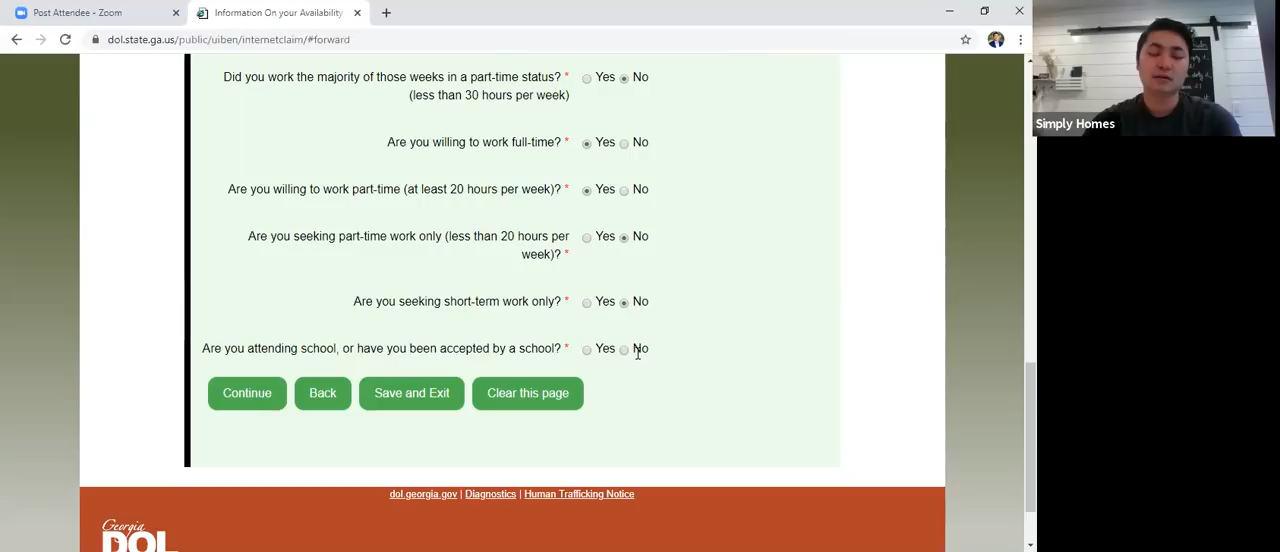 Post Attendee - Zoom
Information On your Availability
dol.state.ga.us/public/uiben/internetclaim/#forward
Did you work the majority of those weeks in a part-time status? * Yes No
(less than 30 hours per week)
Are you willing to work full-time? * Yes No
Are you willing to work part-time (at least 20 hours per week)? * Yes No
Are you seeking part-time work only (less than 20 hours per Yes No
week)? *
Are you seeking short-term work only? * Yes No
Are you attending school, or have you been accepted by a school? * Yes No
Continue Back Save and Exit Clear this page
dol.georgia.gov | Diagnostics | Human Trafficking Notice
Georgia
DOL
Simply Homes